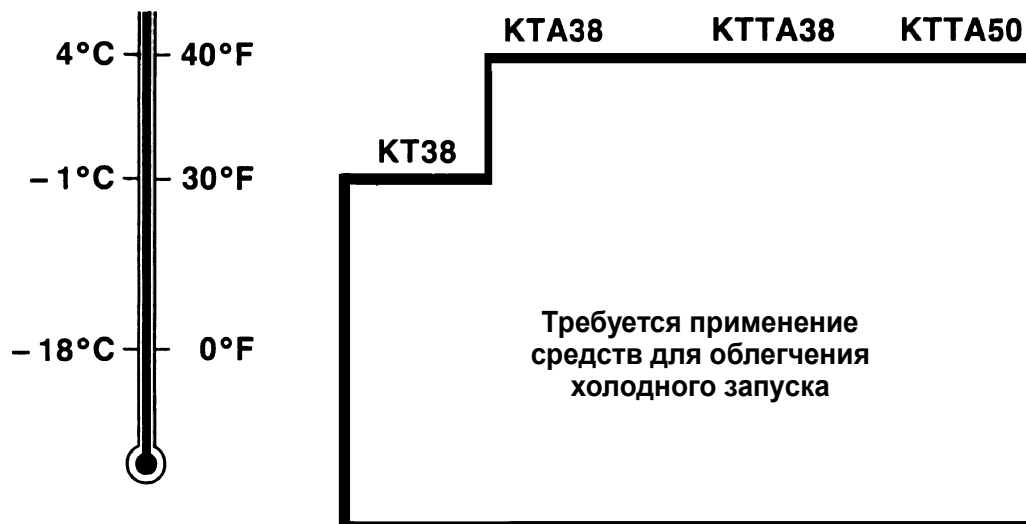 KTA38 KTTA38 KTTA50
4°C 40°F
KT38
– 1°C 30°F
– 18°C 0°F
Требуется применение
средств для облегчения
холодного запуска